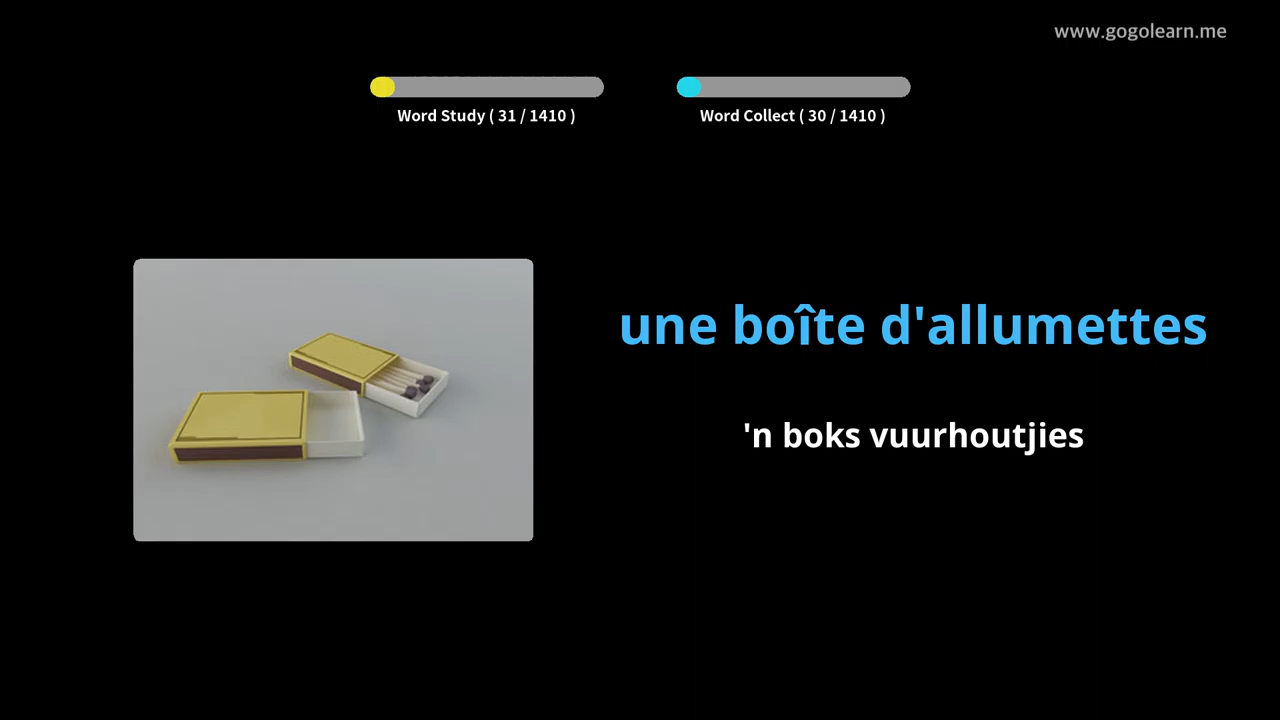 www.gogolearn.me
Word Study ( 31 / 1410 )
Word Collect ( 30 / 1410 )
une boîte d'allumettes
'n boks vuurhoutjies